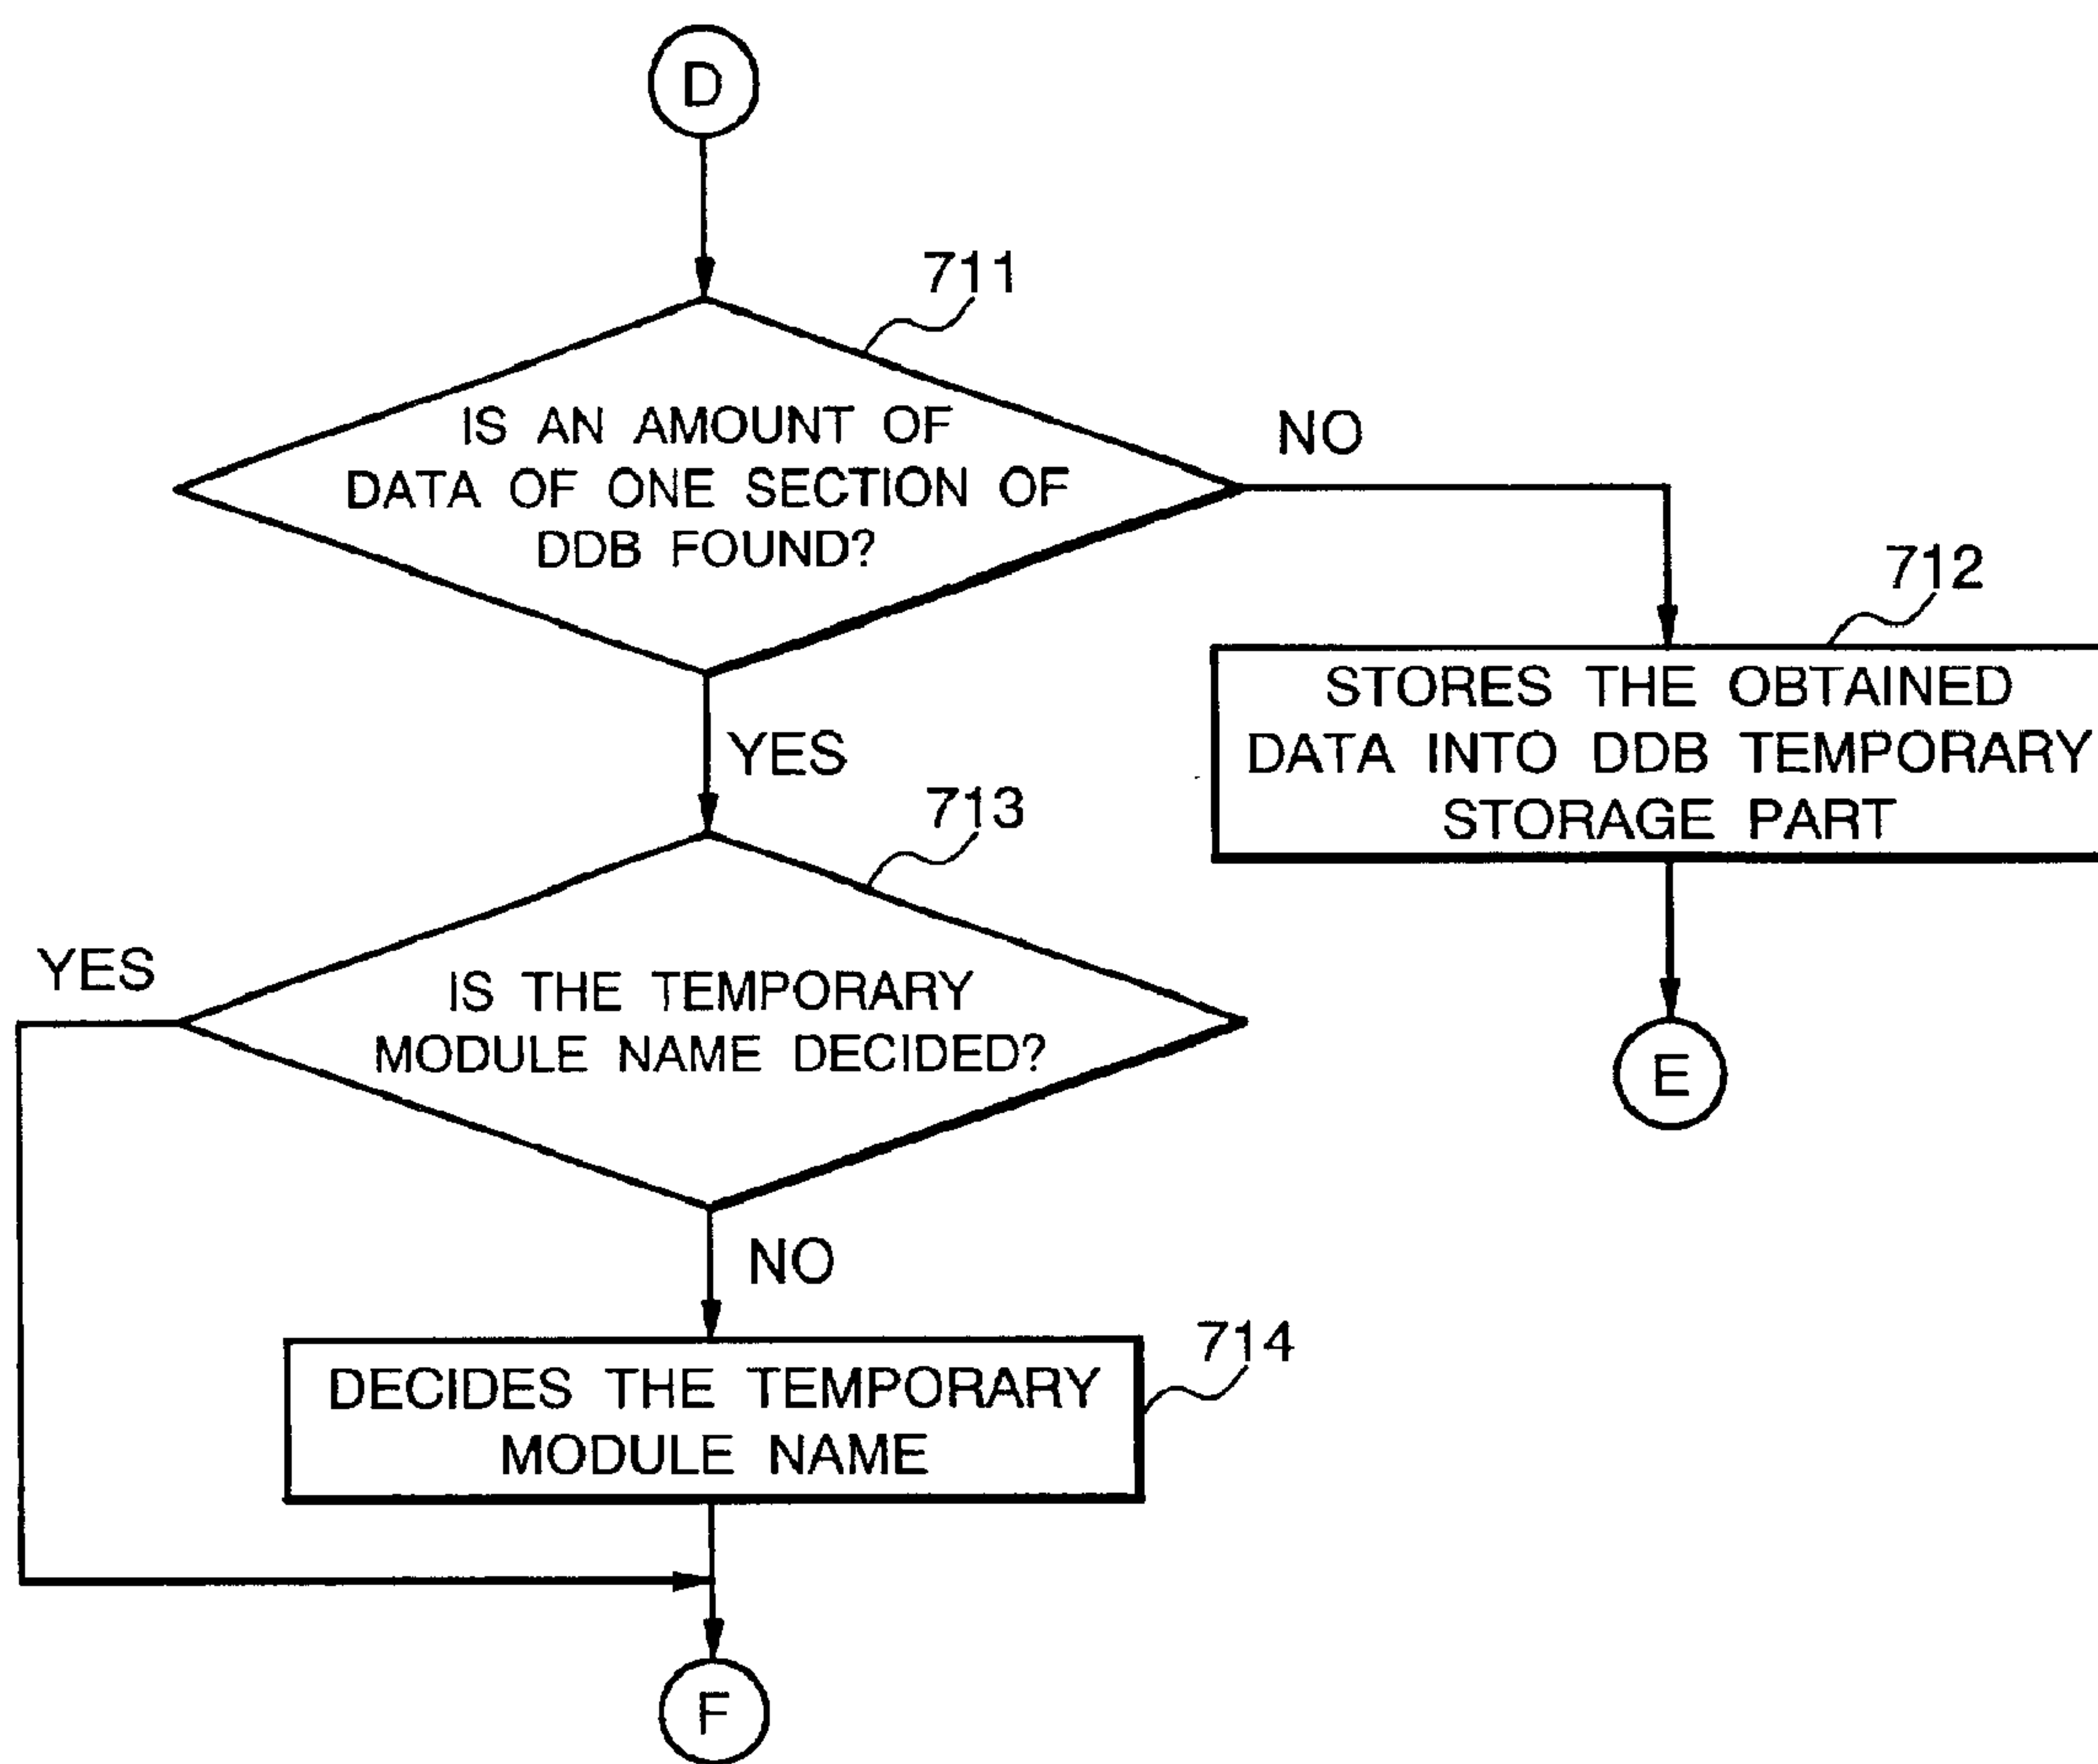 D
711
IS AN AMOUNT OF
DATA OF ONE SECTION OF
DDB FOUND?
NO
712
STORES THE OBTAINED
DATA INTO DDB TEMPORARY
STORAGE PART
YES
713
YES
IS THE TEMPORARY
MODULE NAME DECIDED?
E
NO
714
DECIDES THE TEMPORARY
MODULE NAME
F